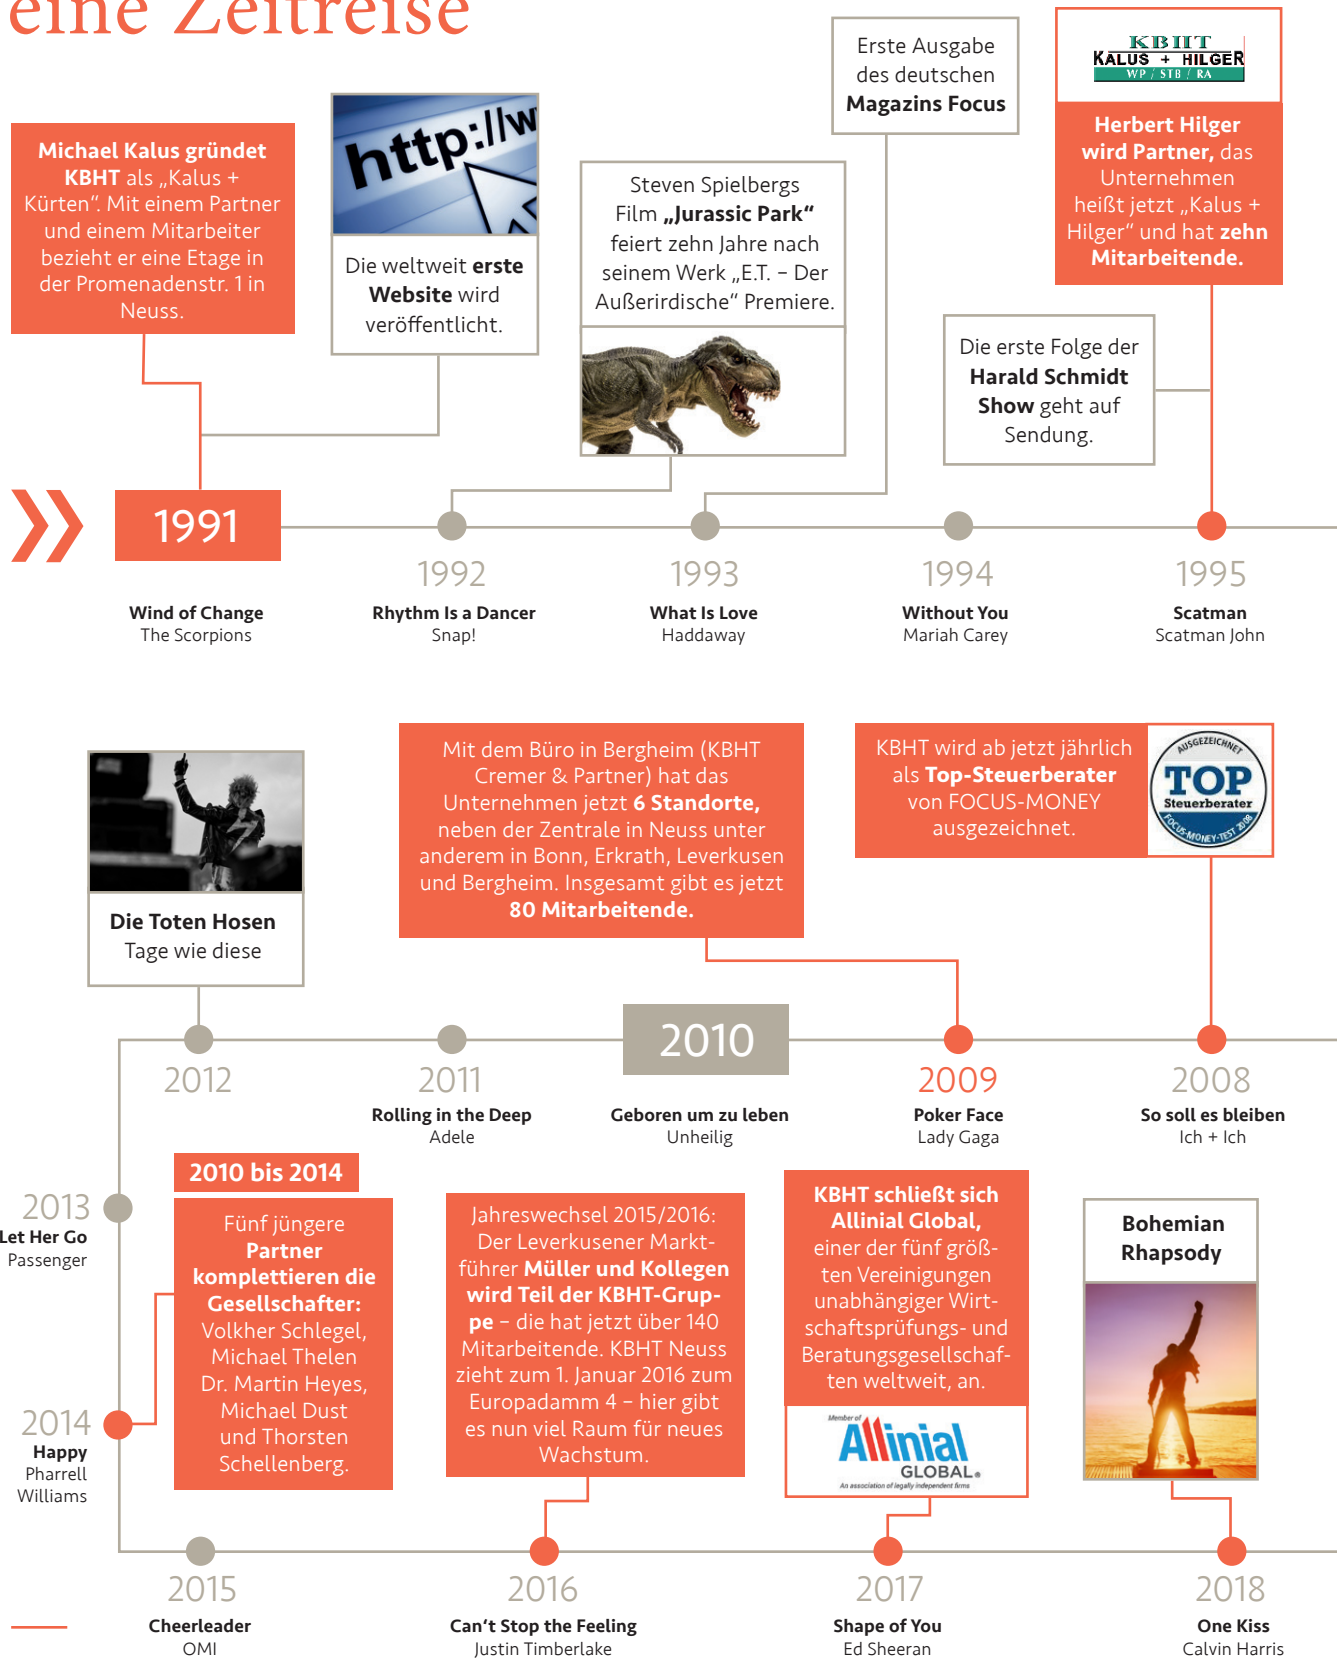 eine Zeitreise
Michael Kalus gründet
KBHT als „Kalus +
Kürten“. Mit einem Partner
und einem Mitarbeiter
bezieht er eine Etage in
der Promenadenstr. 1 in
Neuss.
http://w
Die weltweit erste
Website wird
veröffentlicht.
Steven Spielbergs
Film „Jurassic Park“
feiert zehn Jahre nach
seinem Werk „E.T. – Der
Außerirdische“ Premiere.
Erste Ausgabe
des deutschen
Magazins Focus
Die erste Folge der
Harald Schmidt
Show geht auf
Sendung.
KBHT
KALUS + HILGER
WP / STB / RA
Herbert Hilger
wird Partner, das
Unternehmen
heißt jetzt „Kalus +
Hilger“ und hat zehn
Mitarbeitende.
1991
Wind of Change
The Scorpions
1992
Rhythm Is a Dancer
Snap!
1993
What Is Love
Haddaway
1994
Without You
Mariah Carey
1995
Scatman
Scatman John
Die Toten Hosen
Tage wie diese
Mit dem Büro in Bergheim (KBHT
Cremer & Partner) hat das
Unternehmen jetzt 6 Standorte,
neben der Zentrale in Neuss unter
anderem in Bonn, Erkrath, Leverkusen
und Bergheim. Insgesamt gibt es jetzt
80 Mitarbeitende.
KBHT wird ab jetzt jährlich
als Top-Steuerberater
von FOCUS-MONEY
ausgezeichnet.
AUSGEZEICHNET
TOP
Steuerberater
FOCUS-MONEY-TEST 2008
2012
2011
Rolling in the Deep
Adele
2010
Geboren um zu leben
Unheilig
2009
Poker Face
Lady Gaga
2008
So soll es bleiben
Ich + Ich
2013
Let Her Go
Passenger
2014
Happy
Pharrell
Williams
2010 bis 2014
Fünf jüngere
Partner
komplettieren die
Gesellschafter:
Volkher Schlegel,
Michael Thelen
Dr. Martin Heyes,
Michael Dust
und Thorsten
Schellenberg.
Jahreswechsel 2015/2016:
Der Leverkusener Markt-
führer Müller und Kollegen
wird Teil der KBHT-Grup-
pe – die hat jetzt über 140
Mitarbeitende. KBHT Neuss
zieht zum 1. Januar 2016 zum
Europadamm 4 – hier gibt
es nun viel Raum für neues
Wachstum.
KBHT schließt sich
Allinial Global,
einer der fünf größ-
ten Vereinigungen
unabhängiger Wirt-
schaftsprüfungs- und
Beratungsgesellschaf-
ten weltweit, an.
Member of
Allinial
GLOBAL®
An association of legally independent firms
Bohemian
Rhapsody
2015
Cheerleader
OMI
2016
Can‘t Stop the Feeling
Justin Timberlake
2017
Shape of You
Ed Sheeran
2018
One Kiss
Calvin Harris